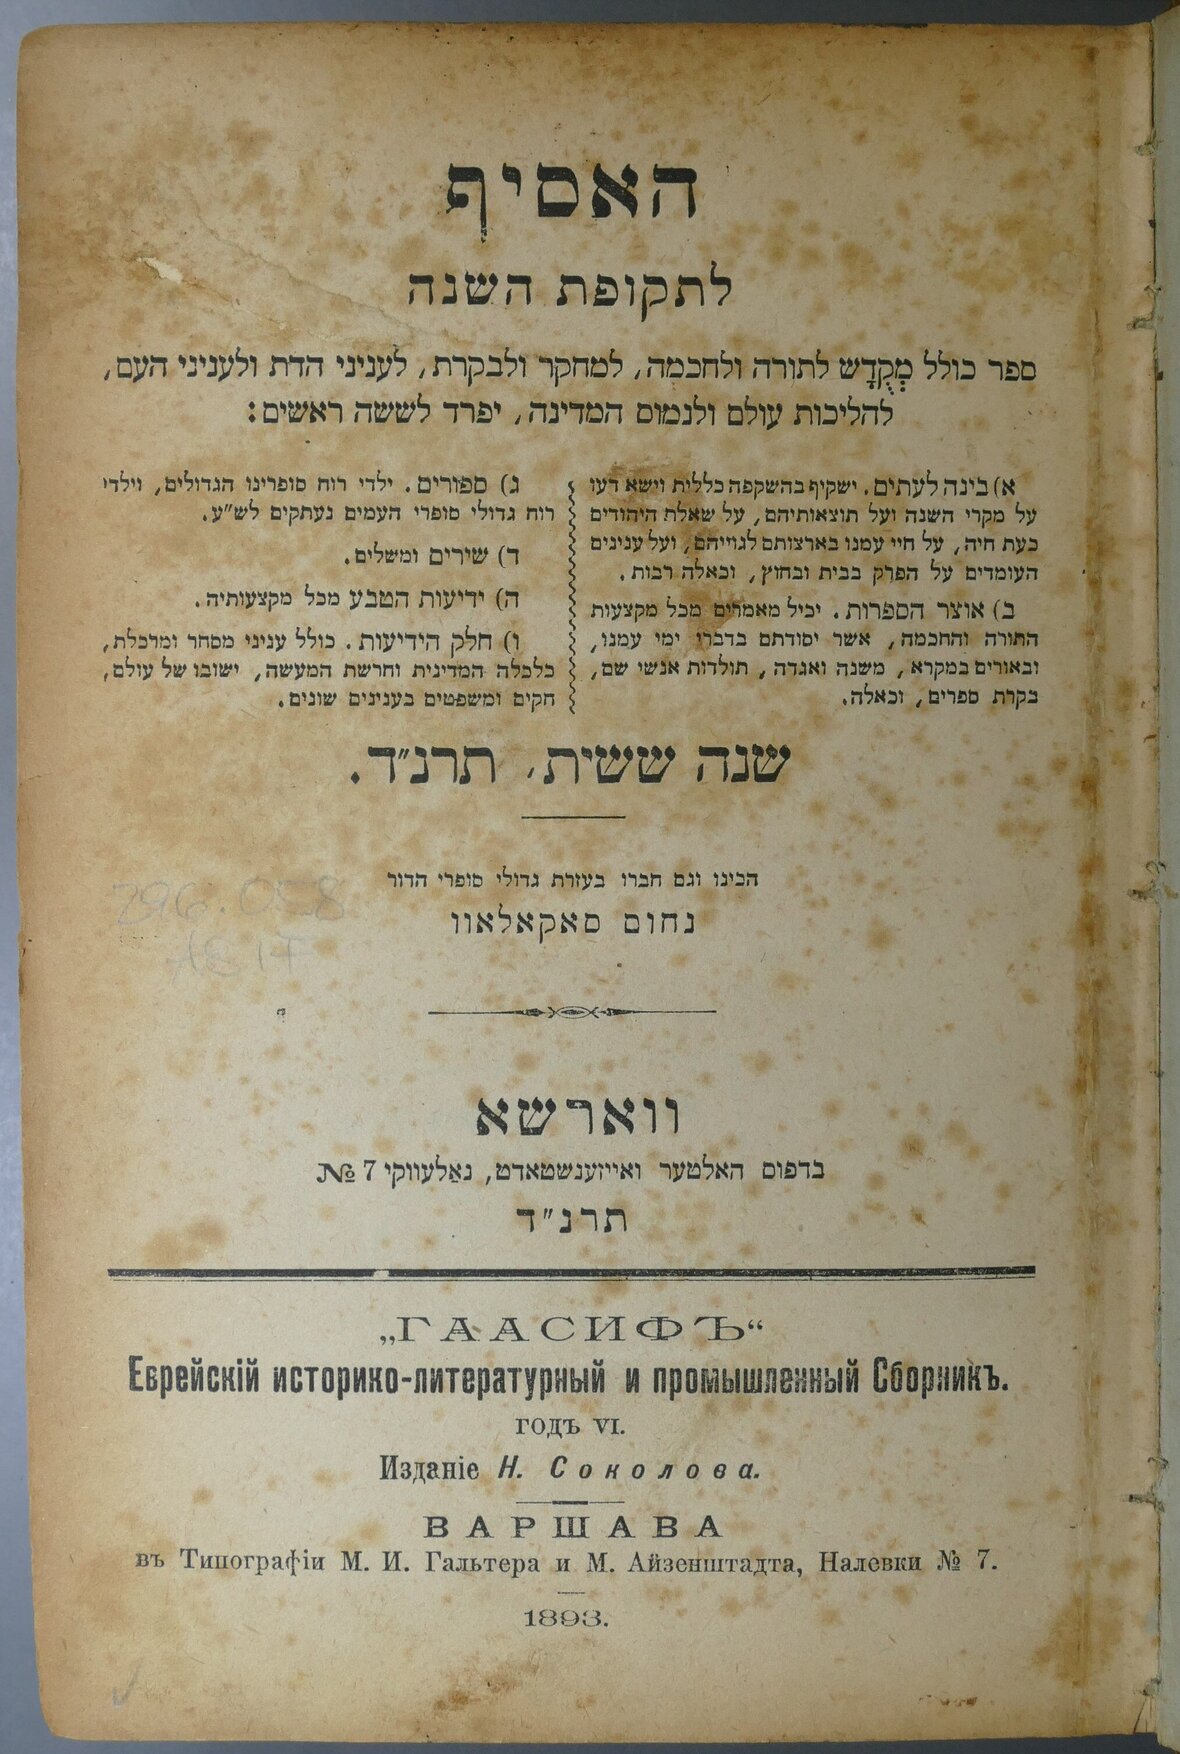 האסיף
לתקופת השנה
ספר כולל מְקֻדָּש לתורה ולחכמה, למחקר ולבקרת, לעניני הדת ולעניני העם,
להליכות עולם ולנמוס המדינה, יפרד לששה ראשים:
א) בינה לעתים. ישקיף בהשקפה כללית וישא דעו
על מקרי השנה ועל תוצאותיהם, על שאלת היהודים
כעת חיה, על חיי עמנו בארצותם לגוייהם, ועל ענינים
העומדים על הפרק בבית ובחוץ, וכאלה רבות.
ב) אוצר הספרות. יכיל מאמרים מכל מקצעות
התורה והחכמה, אשר יסודתם בדברי ימי עמנו,
ובאורים במקרא, משנה ואגדה, תולדות אנשי שם,
בקרת ספרים, וכאלה.
ג) ספורים. ילדי רוח סופרינו הגדולים, וילדי
רוח גדולי סופרי העמים נעתקים לש"ע.
ד) שירים ומשלים.
ה) ידיעות הטבע מכל מקצעותיה.
ו) חלק הידיעות. כולל עניני מסחר ומרכלת,
כלכלה המדינית וחרשת המעשה, ישובו של עולם,
חקים ומשפטים בענינים שונים.
שנה ששית, תרנ"ד.
הכינו וגם חברו בעזרת גדולי סופרי הדור
נחום סאקאלאוו
ווארשא
בדפוס האלטער ואייזענשטאדט, נאַלעווקי 7 №
תרנ"ד
„ГААСИФЪ“
Еврейскій историко-литературный и промышленный Сборникъ.
годъ VI.
Изданіе Н. Соколова.
ВАРШАВА
въ Типографіи М. И. Гальтера и М. Айзенштадта, Налевки № 7.
1893.